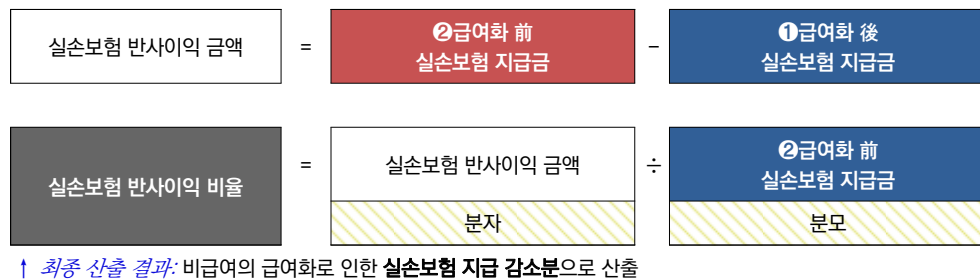 실손보험 반사이익 금액 = ❷급여화 前 실손보험 지급금 − ❶급여화 後 실손보험 지급금
실손보험 반사이익 비율 = 실손보험 반사이익 금액 ÷ ❷급여화 前 실손보험 지급금
분자 분모
↑ 최종 산출 결과: 비급여의 급여화로 인한 실손보험 지급 감소분으로 산출